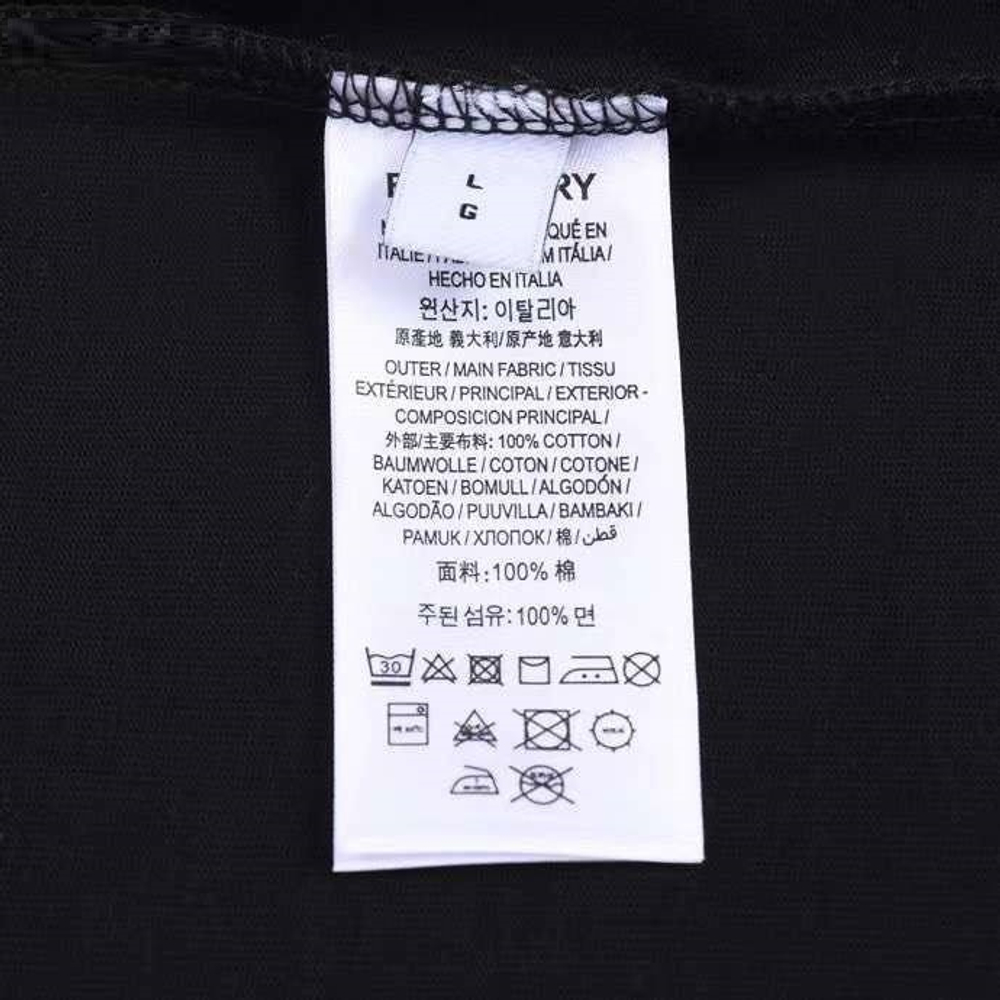 L
G
RY
QUÉ EN
ITALIE / M ITÁLIA /
HECHO EN ITALIA
원산지: 이탈리아
原產地 義大利/原产地 意大利
OUTER / MAIN FABRIC / TISSU
EXTÉRIEUR / PRINCIPAL / EXTERIOR -
COMPOSICION PRINCIPAL /
外部/主要布料: 100% COTTON /
BAUMWOLLE / COTON / COTONE /
KATOEN / BOMULL / ALGODÓN /
ALGODÃO / PUUVILLA / BAMBAKI /
PAMUK / ХЛОПОК / 棉 / قطن
面料:100% 棉
주된 섬유: 100% 면
30